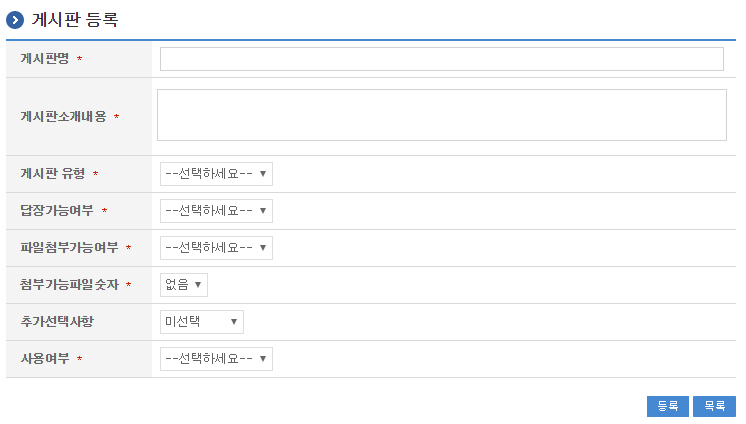 게시판 등록
게시판명 *
게시판소개내용 *
게시판 유형 * --선택하세요-- ▼
답장가능여부 * --선택하세요-- ▼
파일첨부가능여부 * --선택하세요-- ▼
첨부가능파일숫자 * 없음 ▼
추가선택사항 미선택 ▼
사용여부 * --선택하세요-- ▼
등록 목록